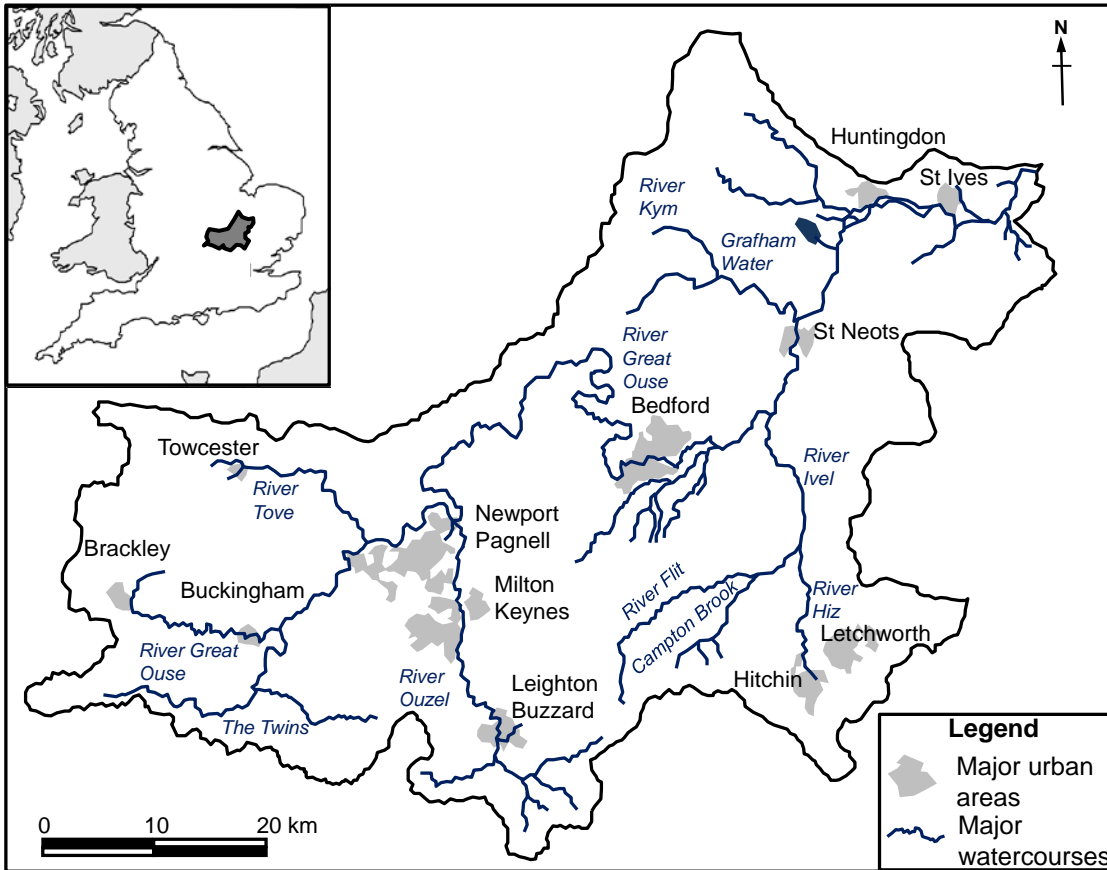 N
Huntingdon
St Ives
River
Kym
Grafham
Water
St Neots
River
Great
Ouse
Bedford
Towcester
River
Tove
River
Ivel
Newport
Pagnell
Brackley
Buckingham
Milton
Keynes
River Flit
Campton Brook
River
Hiz
Letchworth
River Great
Ouse
River
Ouzel
Hitchin
Leighton
Buzzard
The Twins
Legend
Major urban
areas
Major
watercourses
0 10 20 km